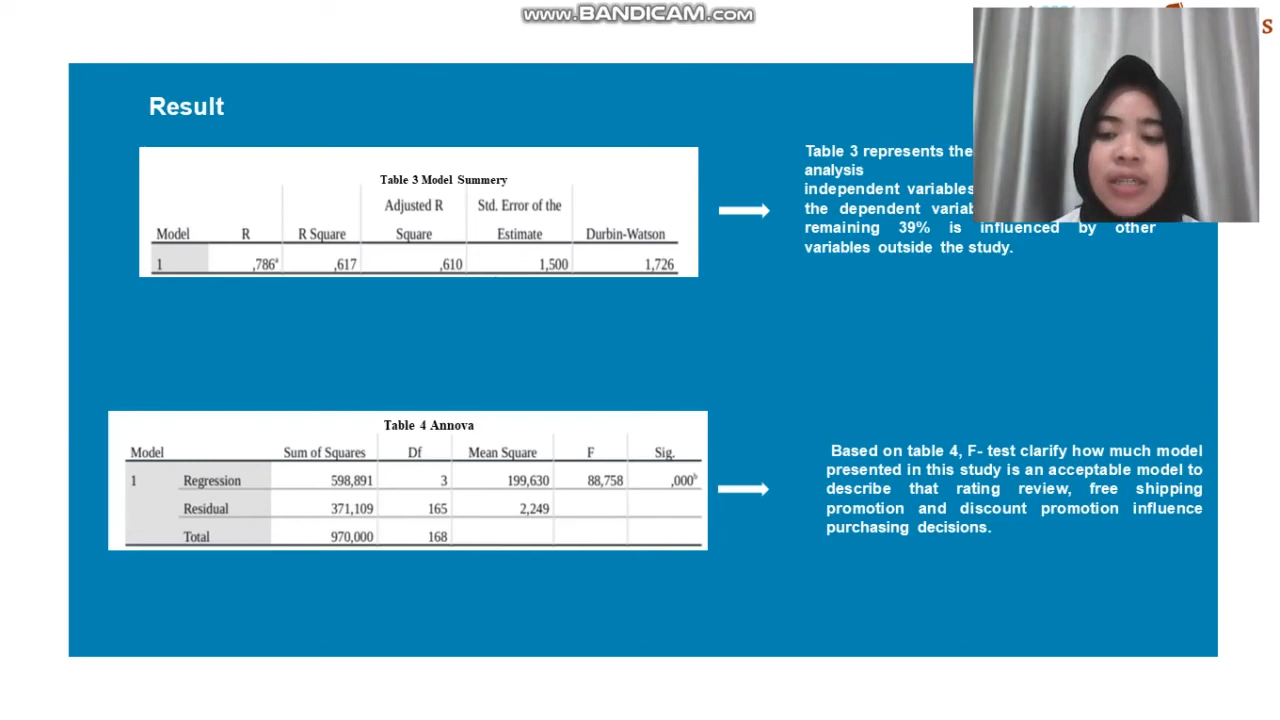 www.BANDICAM.com
s
Result
Table 3 Model Summery
Model R R Square Adjusted R Square Std. Error of the Estimate Durbin-Watson
1 ,786a ,617 ,610 1,500 1,726
Table 3 represents the
analysis
independent variables
the dependent
remaining 39% is influenced by other
variables outside the study.
Table 4 Annova
Model Sum of Squares Df Mean Square F Sig.
1 Regression 598,891 3 199,630 88,758 ,000b
Residual 371,109 165 2,249
Total 970,000 168
Based on table 4, F- test clarify how much model
presented in this study is an acceptable model to
describe that rating review, free shipping
promotion and discount promotion influence
purchasing decisions.